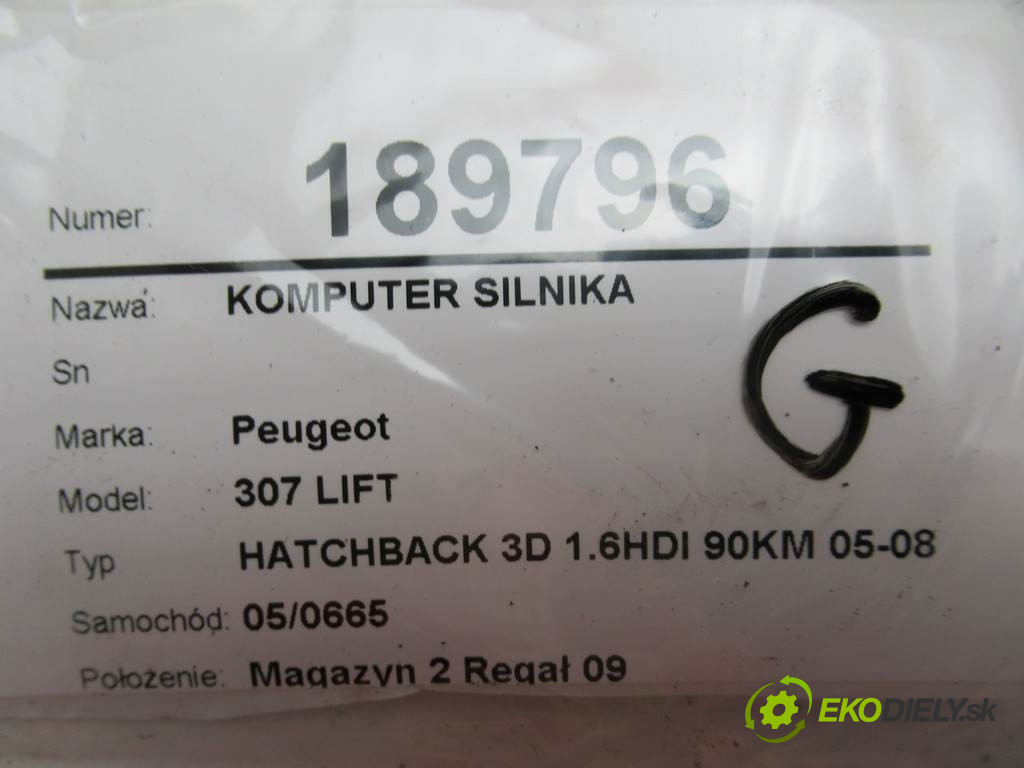 Numer: 189796
Nazwa: KOMPUTER SILNIKA
Sn
Marka: Peugeot
Model: 307 LIFT
Typ HATCHBACK 3D 1.6HDI 90KM 05-08
Samochód: 05/0665
Położenie: Magazyn 2 Regał 09
G
EKODIELY.sk